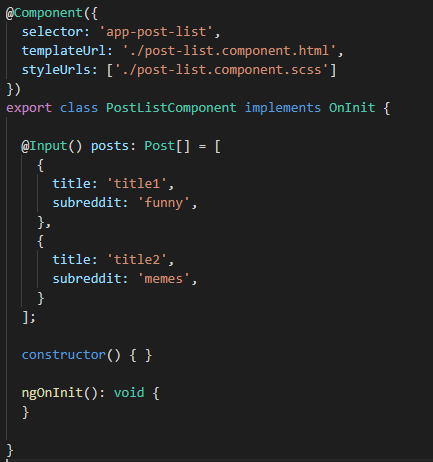 @Component({
  selector: 'app-post-list',
  templateUrl: './post-list.component.html',
  styleUrls: ['./post-list.component.scss']
})
export class PostListComponent implements OnInit {
  @Input() posts: Post[] = [
    {
      title: 'title1',
      subreddit: 'funny',
    },
    {
      title: 'title2',
      subreddit: 'memes',
    }
  ];
  constructor() { }
  ngOnInit(): void {
  }
}